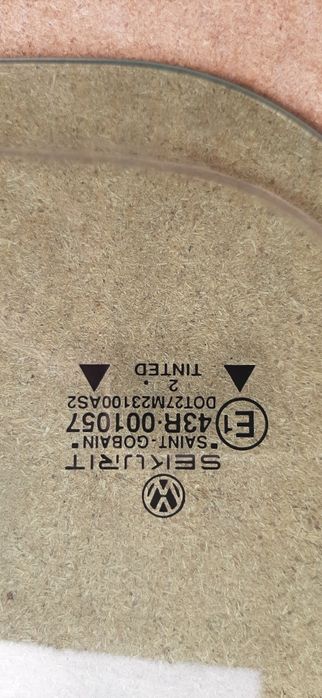 SEKURIT
"SAINT-GOBAIN"
E1 43R-001057
DOT27M23100AS2
2 •
TINTED